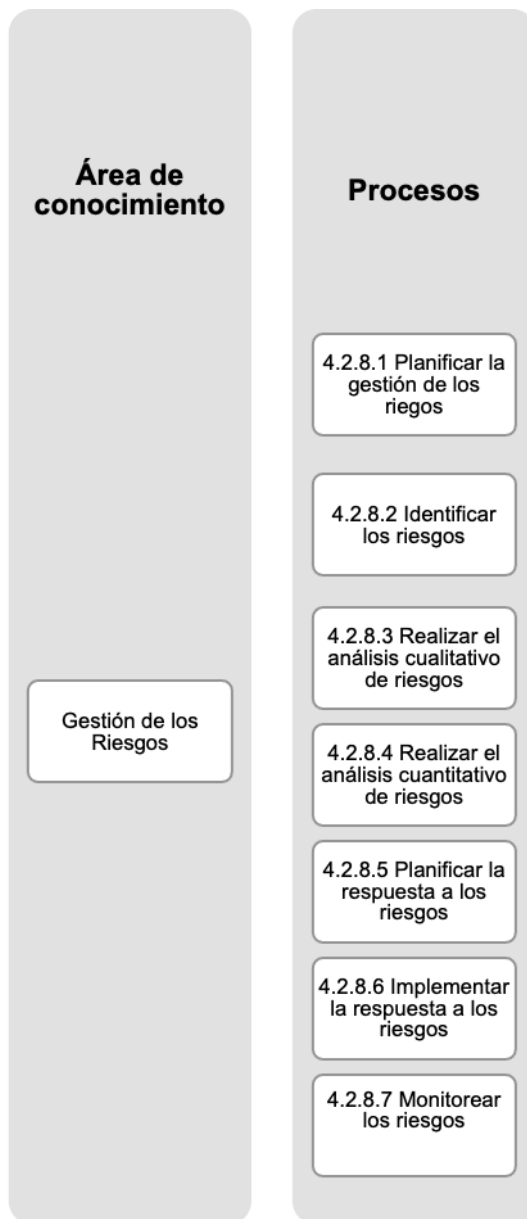 Área de
conocimiento
Procesos
Gestión de los
Riesgos
4.2.8.1 Planificar la
gestión de los
riegos
4.2.8.2 Identificar
los riesgos
4.2.8.3 Realizar el
análisis cualitativo
de riesgos
4.2.8.4 Realizar el
análisis cuantitativo
de riesgos
4.2.8.5 Planificar la
respuesta a los
riesgos
4.2.8.6 Implementar
la respuesta a los
riesgos
4.2.8.7 Monitorear
los riesgos